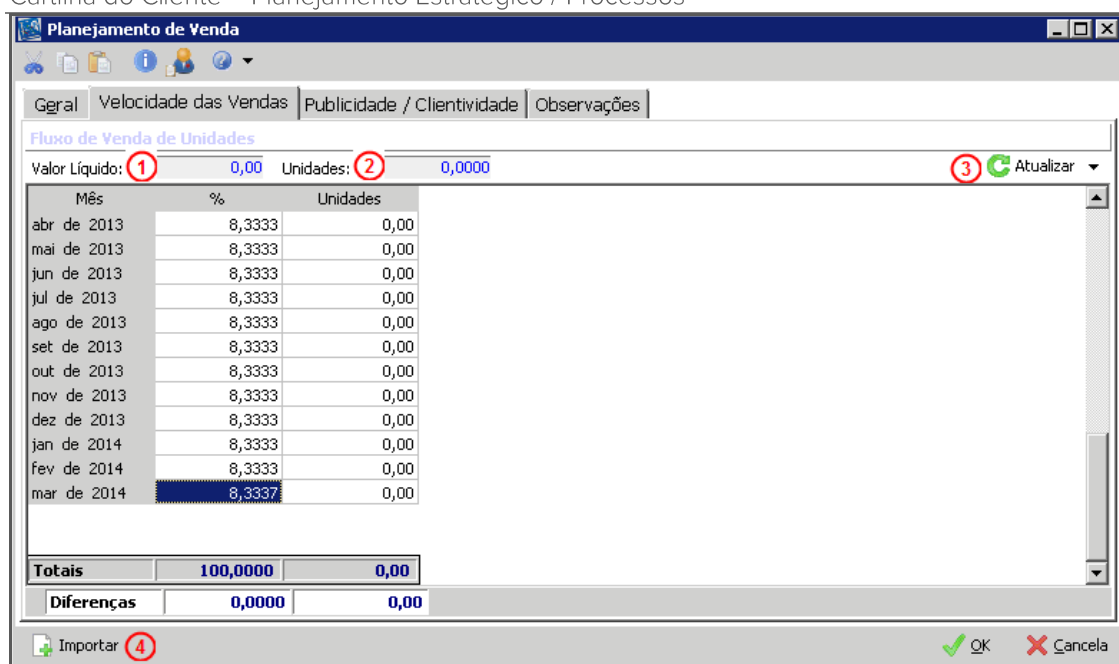 Cartilha do Cliente – Planejamento Estratégico / Processos
Planejamento de Venda
Geral Velocidade das Vendas Publicidade / Clientividade Observações
Fluxo de Venda de Unidades
Valor Líquido: 1 0,00 Unidades: 2 0,0000 3 Atualizar
Mês % Unidades
abr de 2013 8,3333 0,00
mai de 2013 8,3333 0,00
jun de 2013 8,3333 0,00
jul de 2013 8,3333 0,00
ago de 2013 8,3333 0,00
set de 2013 8,3333 0,00
out de 2013 8,3333 0,00
nov de 2013 8,3333 0,00
dez de 2013 8,3333 0,00
jan de 2014 8,3333 0,00
fev de 2014 8,3333 0,00
mar de 2014 8,3337 0,00
Totais 100,0000 0,00
Diferenças 0,0000 0,00
Importar 4 OK Cancela